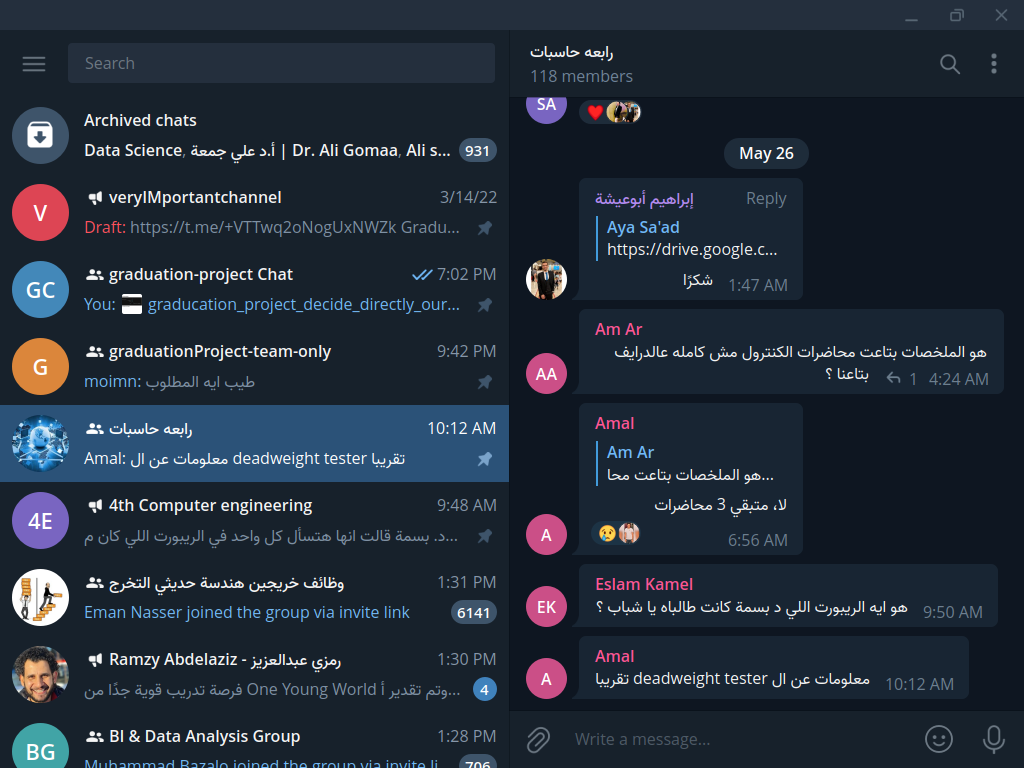 Search
Archived chats
Data Science, أ.د علي جمعة | Dr. Ali Gomaa, Ali s...
931
V
veryIMportantchannel
3/14/22
Draft: https://t.me/+VTTwq2oNogUxNWZk Gradu...
GC
graduation-project Chat
7:02 PM
You: graducation_project_decide_directly_our...
G
graduationProject-team-only
9:42 PM
moimn: طيب ايه المطلوب
رابعه حاسبات
10:12 AM
Amal: معلومات عن ال deadweight tester تقريبا
4E
4th Computer engineering
9:48 AM
د. بسمة قالت انها هتسأل كل واحد في الريبورت اللي كان م...
وظائف خريجين هندسة حديثي التخرج
1:31 PM
Eman Nasser joined the group via invite link
6141
Ramzy Abdelaziz - رمزي عبدالعزيز
1:30 PM
فرصة تدريب قوية جدًا من One Young World وتم تقدير أ...
4
BG
BI & Data Analysis Group
1:28 PM
Muhammad Bazalo joined the group via invite li...
706
رابعه حاسبات
118 members
SA
May 26
إبراهيم أبوعيشة
Reply
Aya Sa'ad
https://drive.google.c...
شكرًا
1:47 AM
Am Ar
هو الملخصات بتاعت محاضرات الكنترول مش كامله عالدرايف
بتاعنا ؟
1
4:24 AM
AA
Amal
Am Ar
هو الملخصات بتاعت محا...
لا، متبقي 3 محاضرات
6:56 AM
A
Eslam Kamel
هو ايه الريبورت اللي د بسمة كانت طالباه يا شباب ؟
9:50 AM
EK
Amal
معلومات عن ال deadweight tester تقريبا
10:12 AM
A
Write a message...